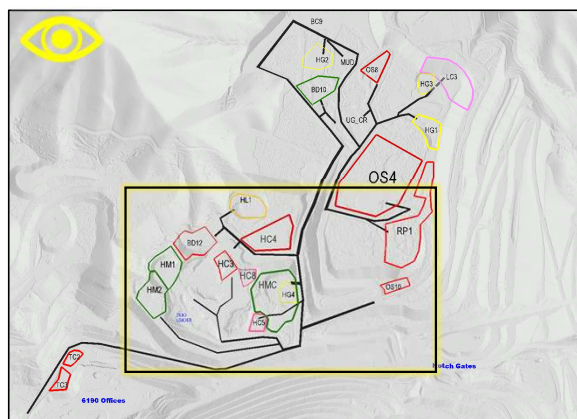 BC9
HG2
MUD
OS8
LC3
HG3
BD10
UG_CR
HG1
OS4
HL1
RP1
HC4
BD12
HM1
HC3
HC8
HMC
HM2
HG4
OS10
HC5
TC2
Notch Gates
TC3
6190 Offices